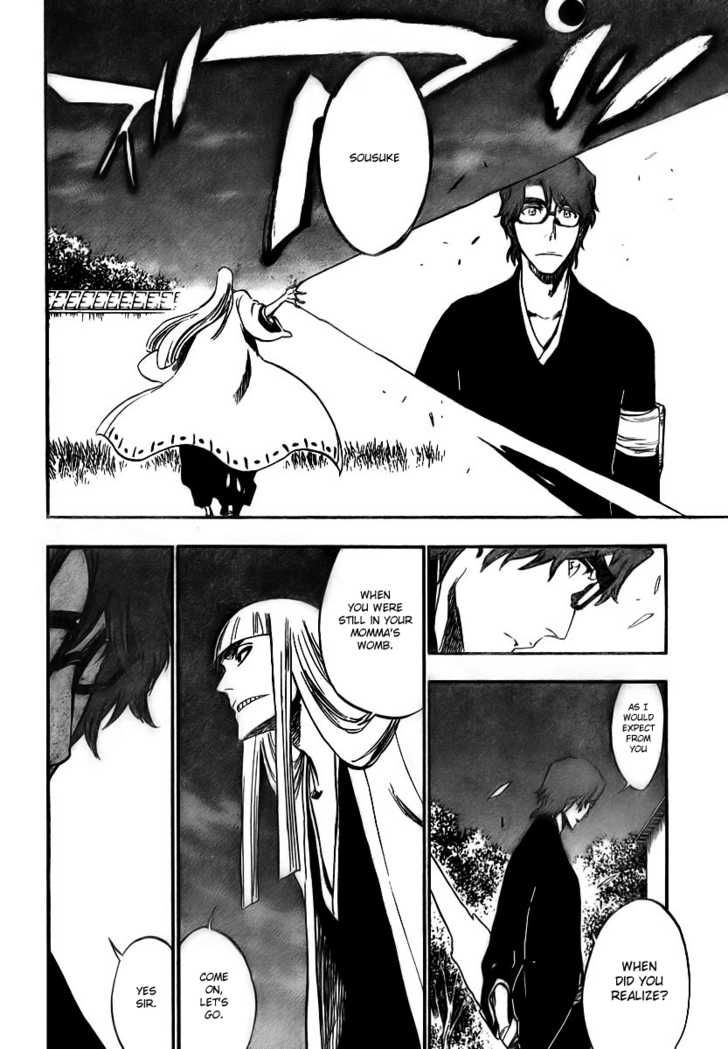 SOUSUKE
AS I
WOULD
EXPECT
FROM
YOU
WHEN
DID YOU
REALIZE?
WHEN
YOU WERE
STILL IN YOUR
MOMMA'S
WOMB.
COME
ON,
LET'S
GO.
YES
SIR.